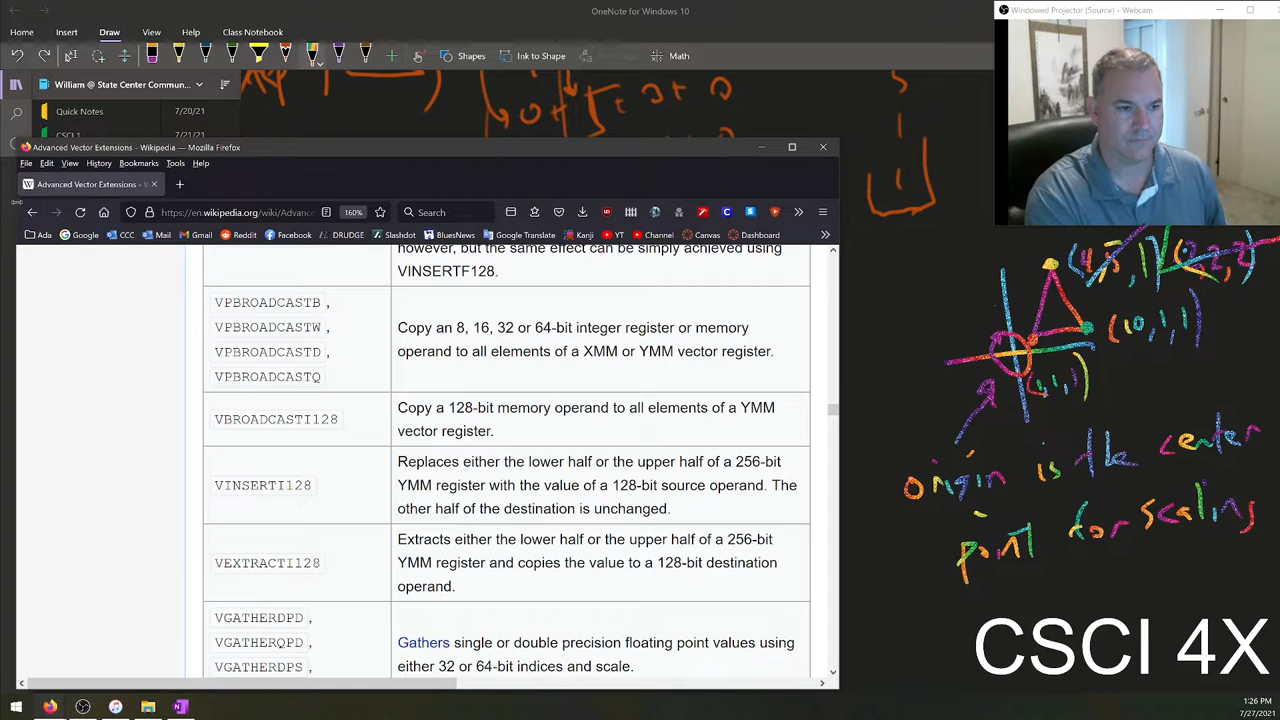 OneNote for Windows 10
Windowed Projector (Source) - Webcam
Home Insert Draw View Help Class Notebook
Shapes Ink to Shape Math
William @ State Center Commun...
Quick Notes 7/20/21
CSCI 7/21/21
Advanced Vector Extensions - Wikipedia — Mozilla Firefox
File Edit View History Bookmarks Tools Help
Advanced Vector Extensions - W
https://en.wikipedia.org/wiki/Advance 160% Search
Ada Google CCC Mail Gmail Reddit Facebook DRUDGE Slashdot GameNews Google Translate Kanji YT Channel Canvas Dashboard
however, but the same effect can be simply achieved using
VINSERTF128.
VPBROADCASTB,
VPBROADCASTW,
VPBROADCASTD,
VPBROADCASTQ
Copy an 8, 16, 32 or 64-bit integer register or memory
operand to all elements of a XMM or YMM vector register.
VBROADCASTI128
Copy a 128-bit memory operand to all elements of a YMM
vector register.
VINSERTI128
Replaces either the lower half or the upper half of a 256-bit
YMM register with the value of a 128-bit source operand. The
other half of the destination is unchanged.
VEXTRACTI128
Extracts either the lower half or the upper half of a 256-bit
YMM register and copies the value to a 128-bit destination
operand.
VGATHERDPD,
VGATHERQPD,
VGATHERDPS,
Gathers single or double precision floating point values using
either 32 or 64-bit indices and scale.
(10,1,1)
(1,1,1)
origin is the center
point for scaling
CSCI 4X
1:26 PM
7/27/2021